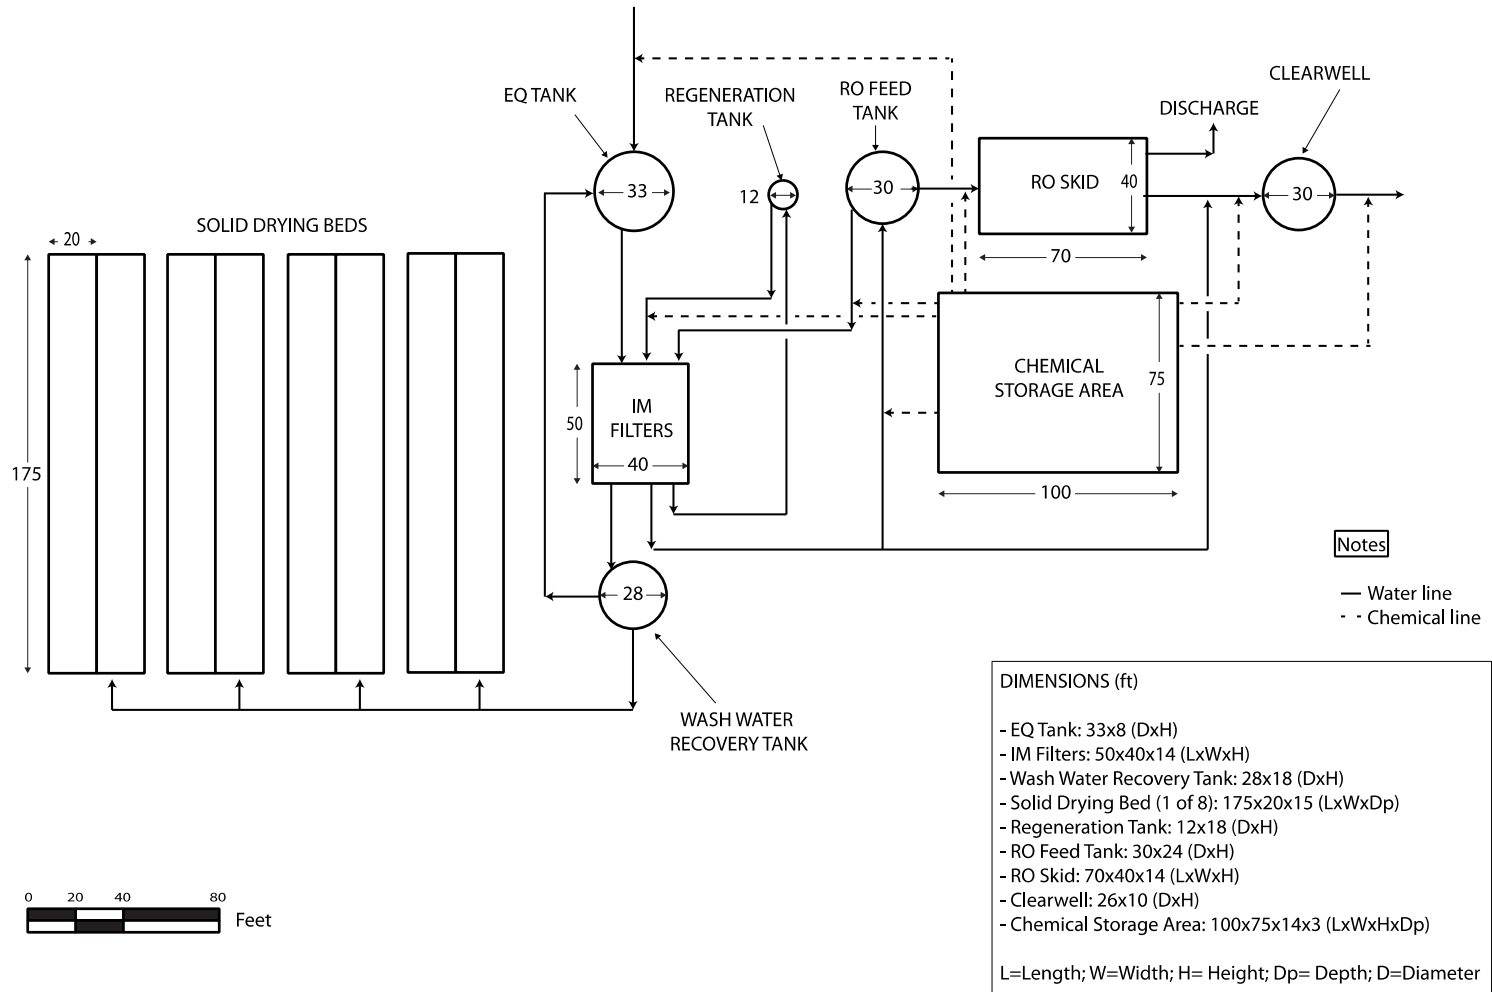 CLEARWELL
EQ TANK
REGENERATION
TANK
RO FEED
TANK
DISCHARGE
33
12
30
RO SKID
40
30
SOLID DRYING BEDS
20
70
CHEMICAL
STORAGE AREA
75
IM
FILTERS
50
40
175
100
Notes
28
Water line
Chemical line
WASH WATER
RECOVERY TANK
DIMENSIONS (ft)
- EQ Tank: 33x8 (DxH)
- IM Filters: 50x40x14 (LxWxH)
- Wash Water Recovery Tank: 28x18 (DxH)
- Solid Drying Bed (1 of 8): 175x20x15 (LxWxDp)
- Regeneration Tank: 12x18 (DxH)
- RO Feed Tank: 30x24 (DxH)
- RO Skid: 70x40x14 (LxWxH)
- Clearwell: 26x10 (DxH)
- Chemical Storage Area: 100x75x14x3 (LxWxHxDp)
L=Length; W=Width; H= Height; Dp= Depth; D=Diameter
0 20 40 80
Feet